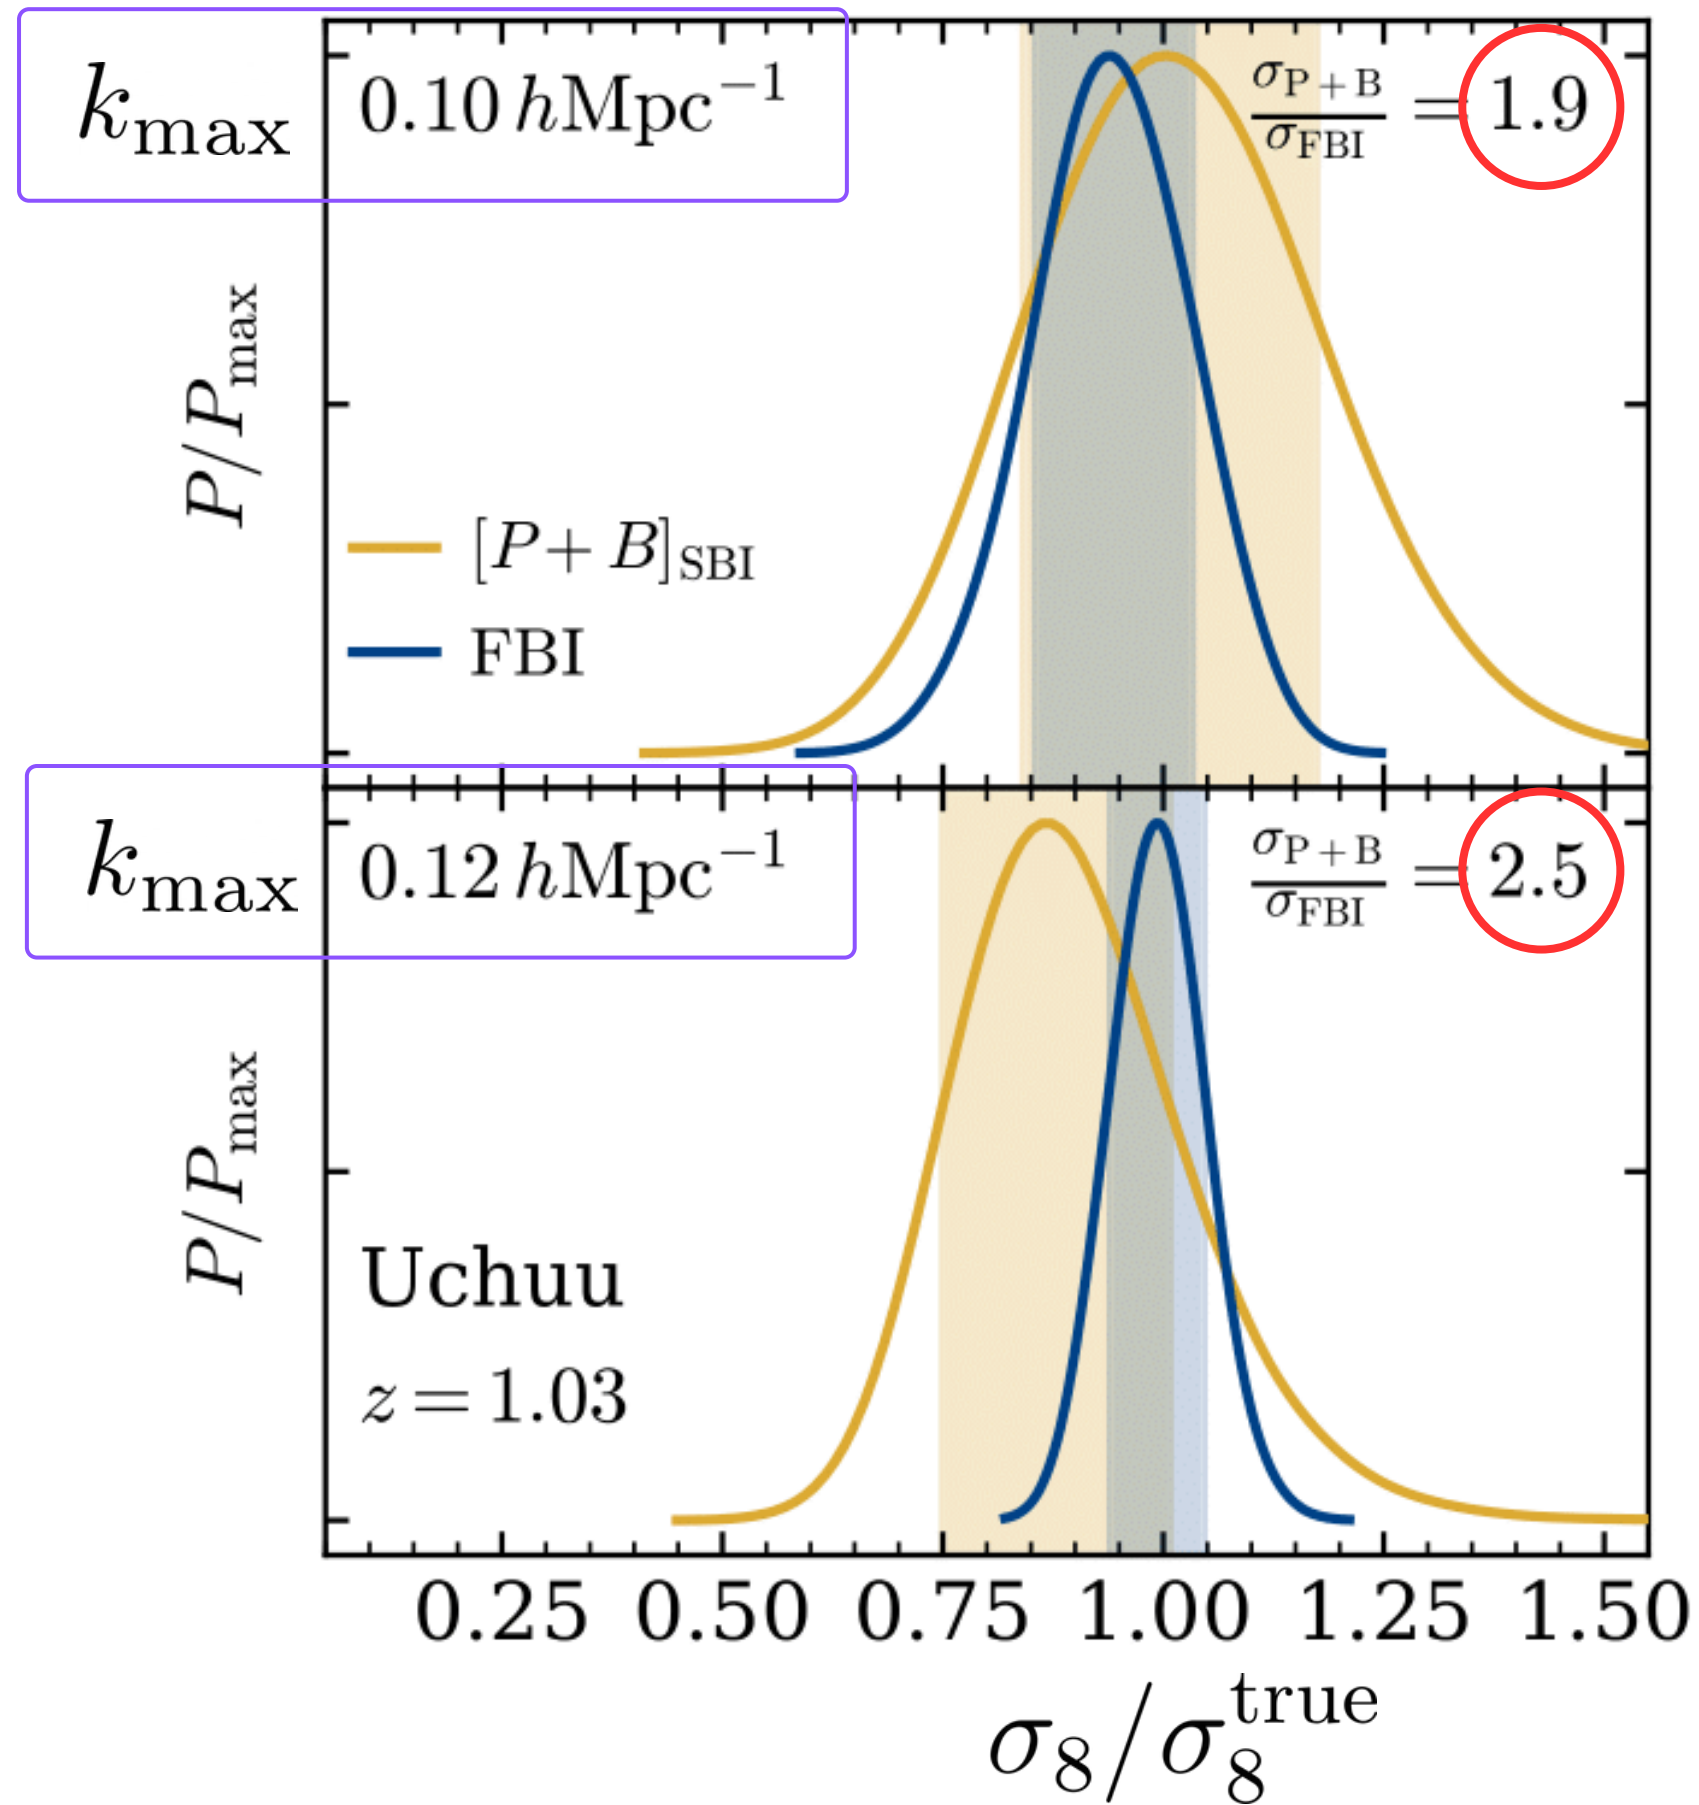 k_max 0.10 hMpc⁻¹
σ_P+B / σ_FBI = 1.9
P/P_max
[P+B]_SBI
FBI
k_max 0.12 hMpc⁻¹
σ_P+B / σ_FBI = 2.5
P/P_max
Uchuu
z=1.03
0.25 0.50 0.75 1.00 1.25 1.50
σ₈/σ₈^true